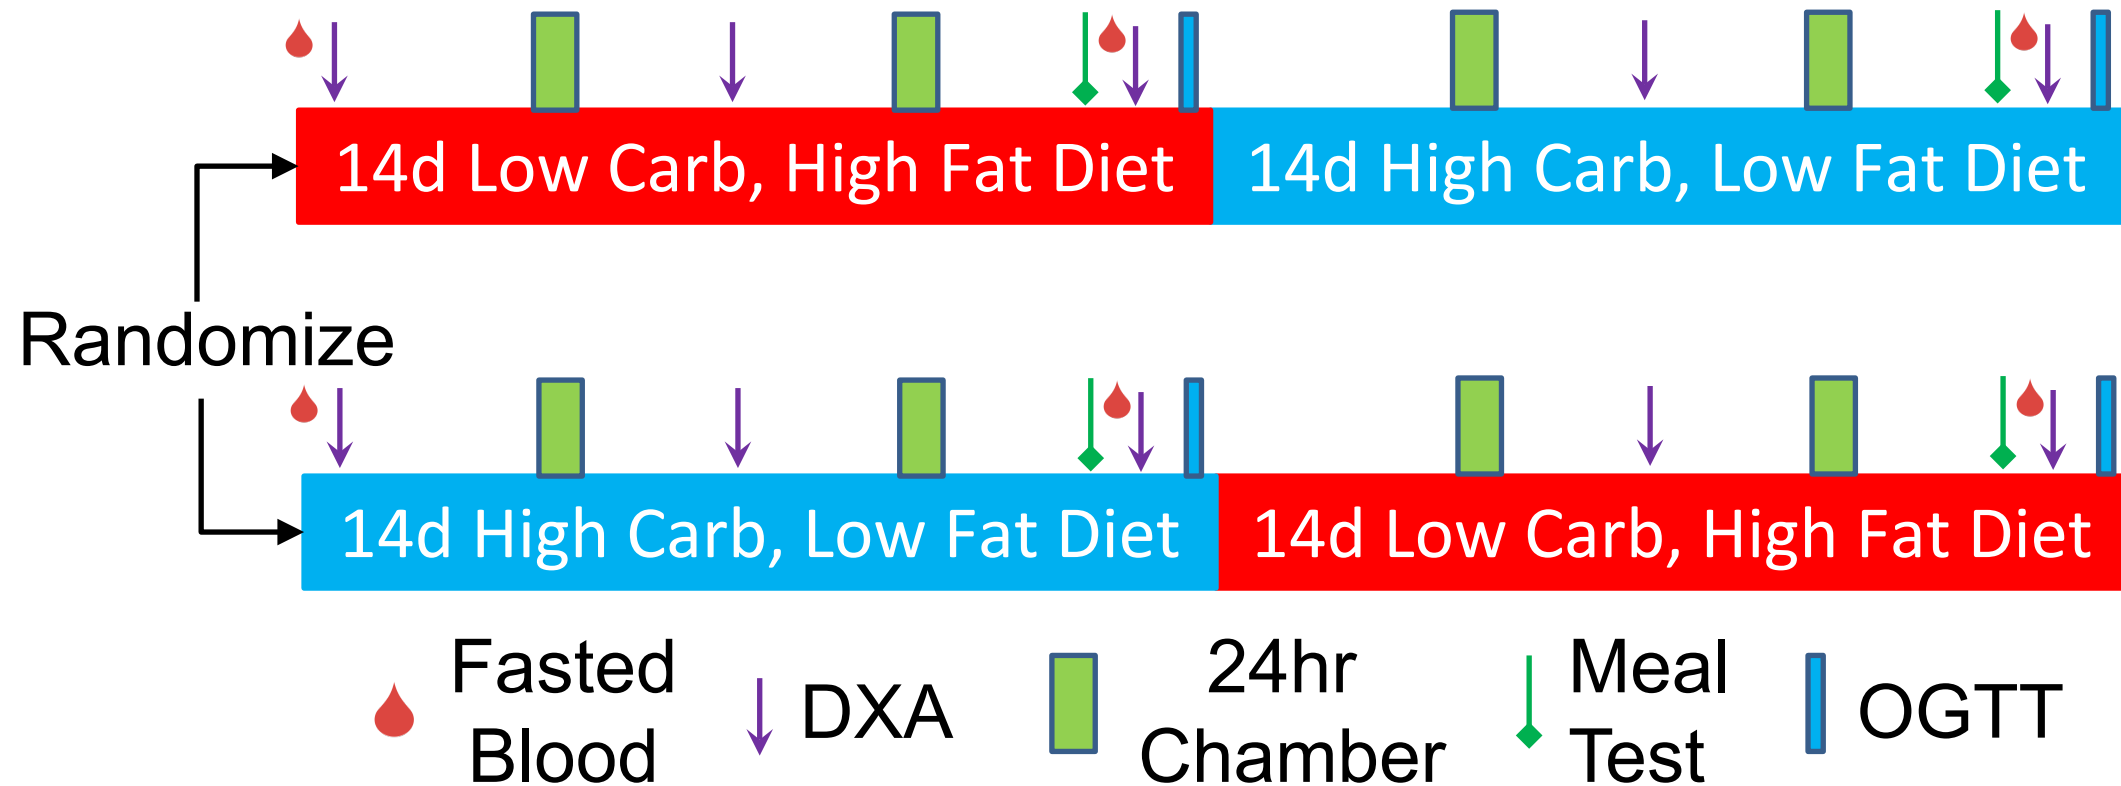 14d Low Carb, High Fat Diet
14d High Carb, Low Fat Diet
Randomize
14d High Carb, Low Fat Diet
14d Low Carb, High Fat Diet
Fasted
Blood
DXA
24hr
Chamber
Meal
Test
OGTT